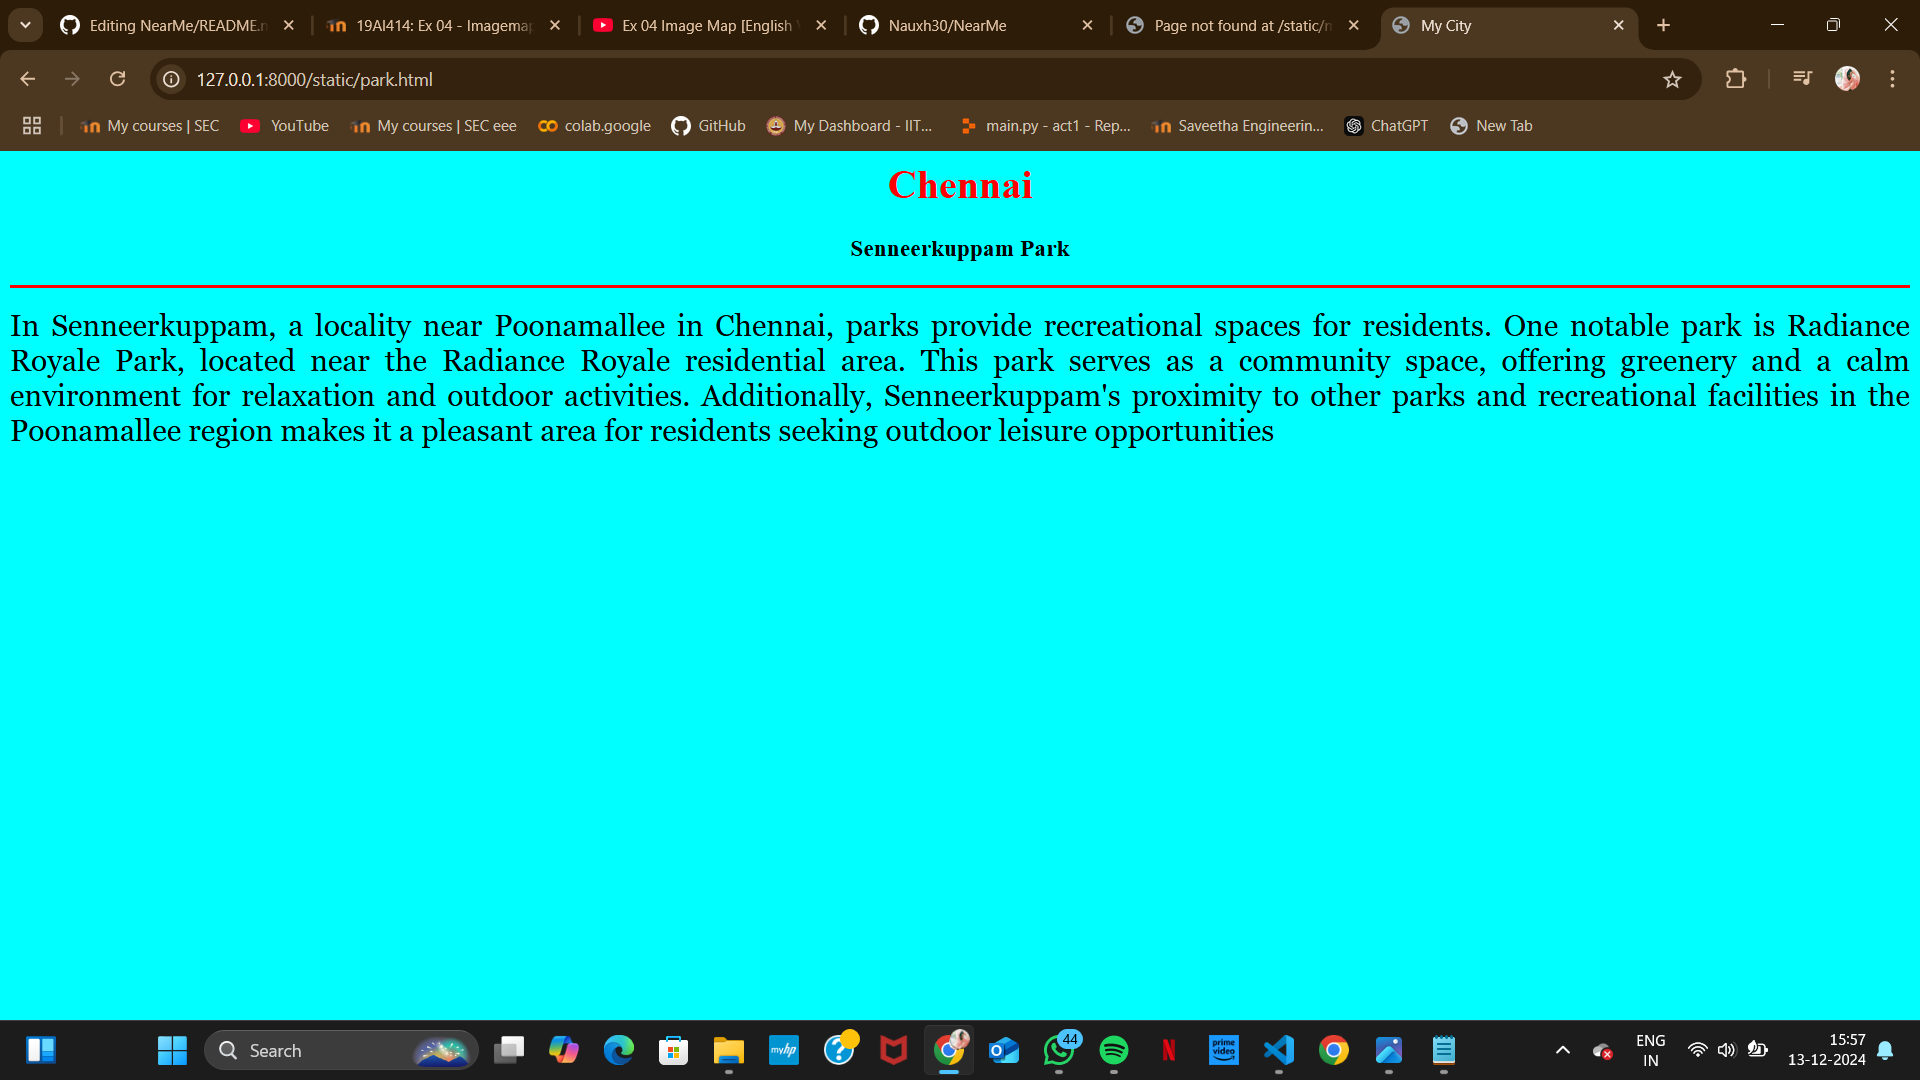 Editing NearMe/README.n
19AI414: Ex 04 - Imagemap
Ex 04 Image Map [English V
Nauxh30/NearMe
Page not found at /static/n
My City
127.0.0.1:8000/static/park.html
My courses | SEC
YouTube
My courses | SEC eee
colab.google
GitHub
My Dashboard - IIT...
main.py - act1 - Rep...
Saveetha Engineerin...
ChatGPT
New Tab
Chennai
Senneerkuppam Park
In Senneerkuppam, a locality near Poonamallee in Chennai, parks provide recreational spaces for residents. One notable park is Radiance
Royale Park, located near the Radiance Royale residential area. This park serves as a community space, offering greenery and a calm
environment for relaxation and outdoor activities. Additionally, Senneerkuppam's proximity to other parks and recreational facilities in the
Poonamallee region makes it a pleasant area for residents seeking outdoor leisure opportunities
Search
myhp
44
prime
video
ENG
IN
15:57
13-12-2024